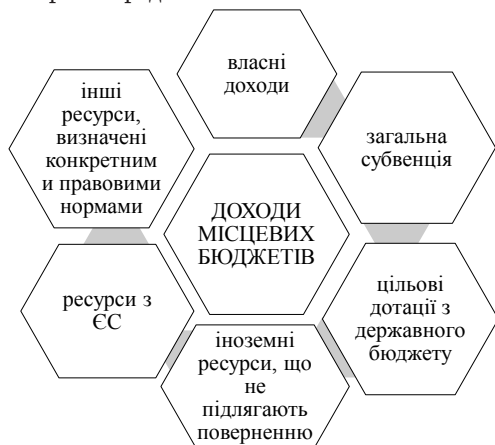 власні
доходи
загальна
субвенція
цільові
дотації з
державного
бюджету
іноземні
ресурси, що
не
підлягають
поверненню
ресурси з
ЄС
інші
ресурси,
визначені
конкретним
и правовими
нормами
ДОХОДИ
МІСЦЕВИХ
БЮДЖЕТІВ